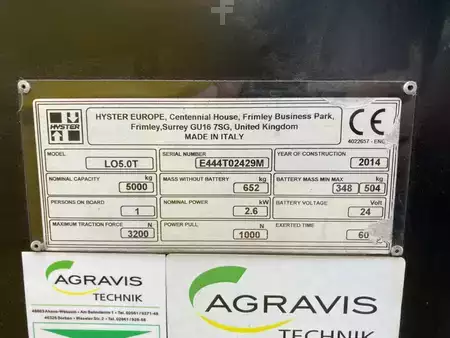 HYSTER EUROPE, Centennial House, Frimley Business Park,
Frimley,Surrey GU16 7SG, United Kingdom
MADE IN ITALY
HYSTER
CE
4022657 - ENG
MODEL LO5.0T
SERIAL NUMBER E444T02429M
YEAR OF CONSTRUCTION 2014
NOMINAL CAPACITY kg 5000
MASS WITHOUT BATTERY kg 652
BATTERY MASS MIN MAX kg 348 504
PERSONS ON BOARD 1
NOMINAL POWER kW 2.6
BATTERY VOLTAGE Volt 24
MAXIMUM TRACTION FORCE N 3200
POWER PULL N 1000
EXERTED TIME 60
AGRAVIS
TECHNIK
AGRAVIS
TECHNIK